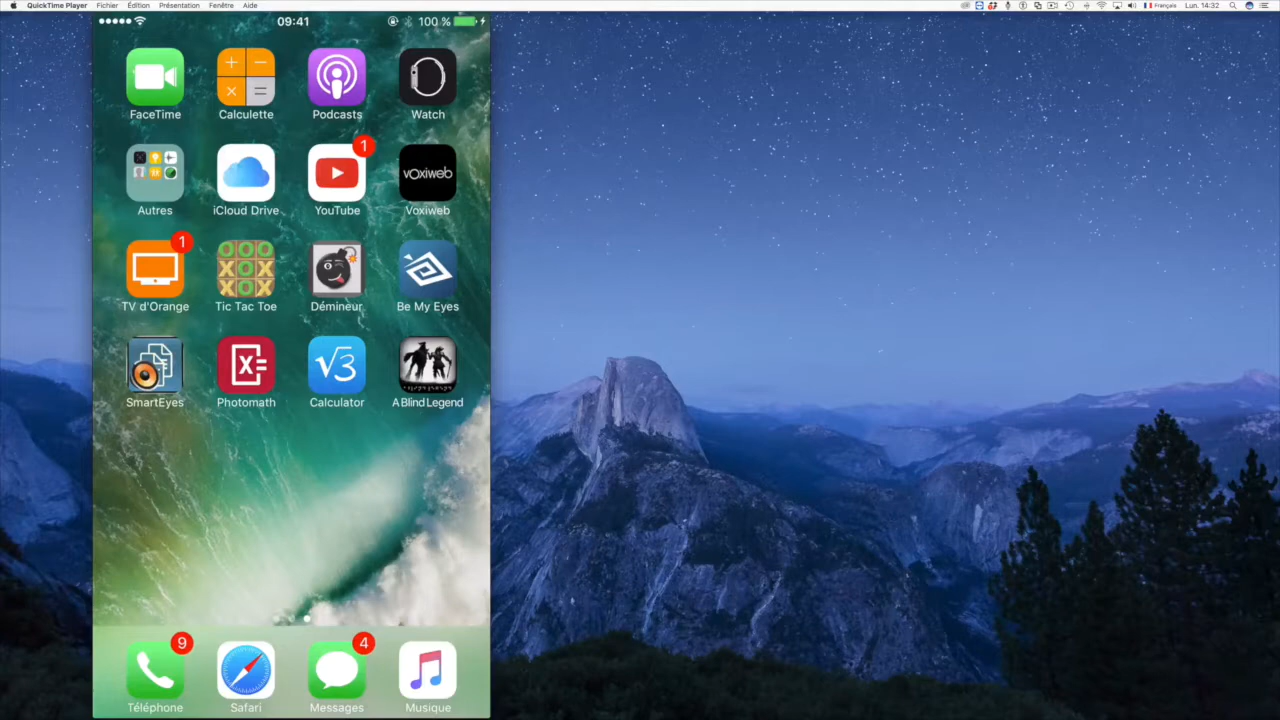 QuickTime Player Fichier Édition Présentation Fenêtre Aide
Français Lun. 14:32
09:41 100 %
FaceTime Calculette Podcasts Watch
1
voxiweb
Autres iCloud Drive YouTube Voxiweb
1
TV d'Orange Tic Tac Toe Démineur Be My Eyes
√3
SmartEyes Photomath Calculator A Blind Legend
9 4
Téléphone Safari Messages Musique